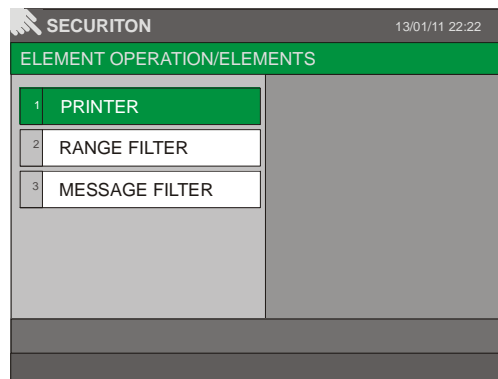 SECURITON 13/01/11 22:22
ELEMENT OPERATION/ELEMENTS
1 PRINTER
2 RANGE FILTER
3 MESSAGE FILTER